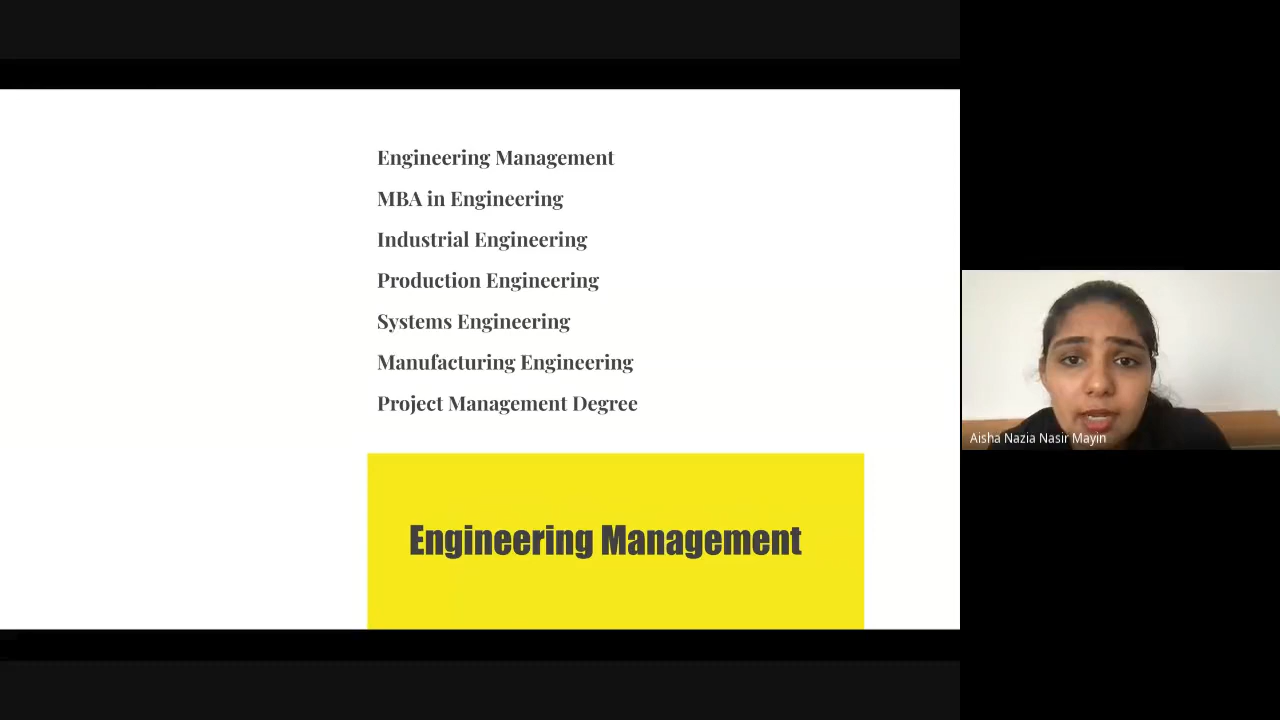 Engineering Management
MBA in Engineering
Industrial Engineering
Production Engineering
Systems Engineering
Manufacturing Engineering
Project Management Degree
Engineering Management
Aisha Nazia Nasir Mayin